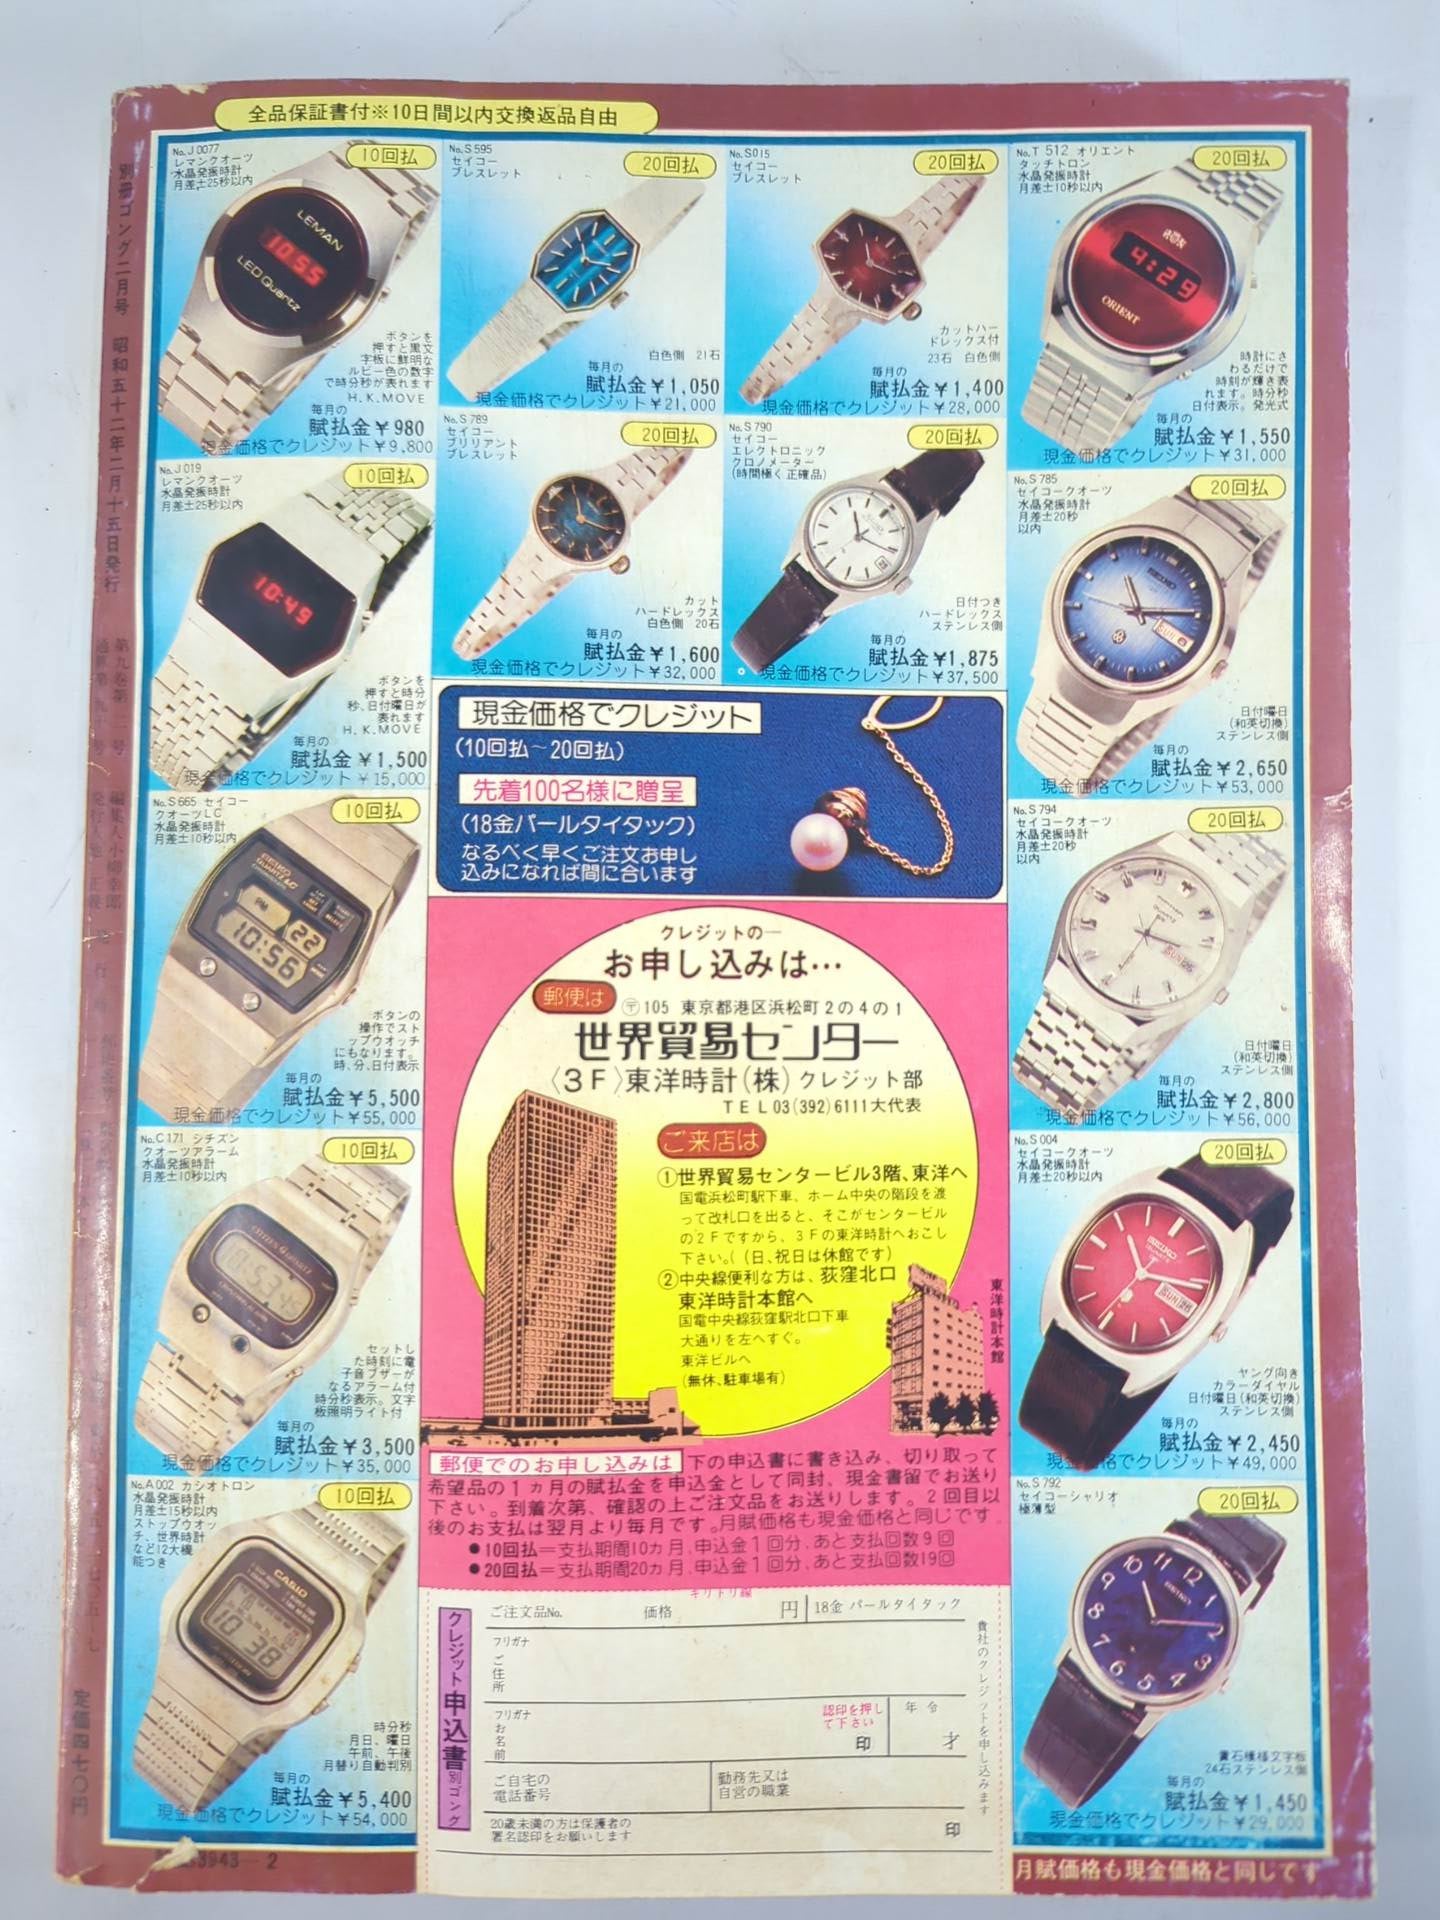 全品保証書付※10日間以内交換返品自由
No.J0077
レマンクオーツ
水晶発振時計
月差±25秒以内
10回払
LEMAN
10:55
LED Quartz
ボタンを
押すと黒文
字板に鮮明な
ルビー色の数字
で時分秒が表れます
H.K.MOVE
毎月の
賦払金¥980
現金価格でクレジット¥9,800
No.S595
セイコー
ブレスレット
20回払
白色側 21石
毎月の
賦払金¥1,050
現金価格でクレジット¥21,000
No.S015
セイコー
ブレスレット
20回払
カットハー
ドレックス付
23石 白色側
毎月の
賦払金¥1,400
現金価格でクレジット¥28,000
No.T512 オリエント
タッチトロン
水晶発振時計
月差±10秒以内
20回払
4:29
ORIENT
時計にさ
わるだけで
時刻が輝き表
れます。時分秒
日付表示。発光式
毎月の
賦払金¥1,550
現金価格でクレジット¥31,000
No.J019
レマンクオーツ
水晶発振時計
月差±25秒以内
10回払
10:49
ボタンを
押すと時分
秒、日付曜日が
表れます
H.K.MOVE
毎月の
賦払金¥1,500
現金価格でクレジット¥15,000
No.S789
セイコー
ブリリアント
ブレスレット
20回払
カット
ハードレックス
白色側 20石
毎月の
賦払金¥1,600
現金価格でクレジット¥32,000
No.S790
セイコー
エレクトロニック
クロノメーター
(時間極く正確品)
20回払
日付つき
ハードレックス
ステンレス側
毎月の
賦払金¥1,875
現金価格でクレジット¥37,500
No.S785
セイコークオーツ
水晶発振時計
月差±20秒
以内
20回払
SEIKO
日付曜日
(和英切換)
ステンレス側
毎月の
賦払金¥2,650
現金価格でクレジット¥53,000
現金価格でクレジット
(10回払~20回払)
先着100名様に贈呈
(18金パールタイタック)
なるべく早くご注文お申し
込みになれば間に合います
No.S665 セイコー
クオーツLC
水晶発振時計
月差±10秒以内
10回払
SEIKO
QUARTZ LC
PM
22
10:56
ボタンの
操作でスト
ップウオッチ
にもなります。
時、分、日付表示
毎月の
賦払金¥5,500
現金価格でクレジット¥55,000
No.S794
セイコークオーツ
水晶発振時計
月差±20秒
以内
20回払
日付曜日
(和英切換)
ステンレス側
毎月の
賦払金¥2,800
現金価格でクレジット¥56,000
クレジットの一
お申し込みは…
郵便は
〒105 東京都港区浜松町2の4の1
世界貿易センター
〈3F〉東洋時計(株)クレジット部
TEL03(392)6111大代表
ご来店は
①世界貿易センタービル3階、東洋へ
国電浜松町駅下車、ホーム中央の階段を渡
って改札口を出ると、そこがセンタービル
の2Fですから、3Fの東洋時計へおこし
下さい。((日、祝日は休館です)
②中央線便利な方は、荻窪北口
東洋時計本館へ
国電中央線荻窪駅北口下車
大通りを左へすぐ。
東洋ビルへ
(無休、駐車場有)
東洋時計本館
No.C171 シチズン
クオーツアラーム
水晶発振時計
月差±10秒以内
10回払
セットし
た時刻に電
子音ブザーが
なるアラーム付
時分秒表示。文字
板照明ライト付
毎月の
賦払金¥3,500
現金価格でクレジット¥35,000
No.S004
セイコークオーツ
水晶発振時計
月差±20秒以内
20回払
SEIKO
QUARTZ
ヤング向き
カラーダイヤル
日付曜日(和英切換)
ステンレス側
毎月の
賦払金¥2,450
現金価格でクレジット¥49,000
郵便でのお申し込みは 下の申込書に書き込み、切り取って
希望品の1ヵ月の賦払金を申込金として同封、現金書留でお送り
下さい。到着次第、確認の上ご注文品をお送りします。2回目以
後のお支払は翌月より毎月です。月賦価格も現金価格と同じです。
●10回払=支払期間10ヵ月、申込金1回分、あと支払回数9回
●20回払=支払期間20ヵ月、申込金1回分、あと支払回数19回
No.A002 カシオトロン
水晶発振時計
月差±15秒以内
ストップウオッ
チ、世界時計
など12大機
能つき
10回払
CASIO
10 38
時分秒
月日、曜日
午前、午後
月替り自動判別
毎月の
賦払金¥5,400
現金価格でクレジット¥54,000
No.S792
セイコーシャリオ
極薄型
20回払
SEIKO
貴石模様文字板
24石ステンレス側
毎月の
賦払金¥1,450
現金価格でクレジット¥29,000
キリトリ線
クレジット申込書 別ゴング
ご注文品No. 価格 円 18金 パールタイタック
フリガナ
ご住所
フリガナ
お名前
認印を押し
て下さい
印
年令
才
ご自宅の
電話番号
勤務先又は
自営の職業
20歳未満の方は保護者の
署名認印をお願いします
印
貴社のクレジットを申し込みます
月賦価格も現金価格と同じです
別冊ゴング二月号 昭和五十二年二月十五日発行
定価四七〇円
3943—2